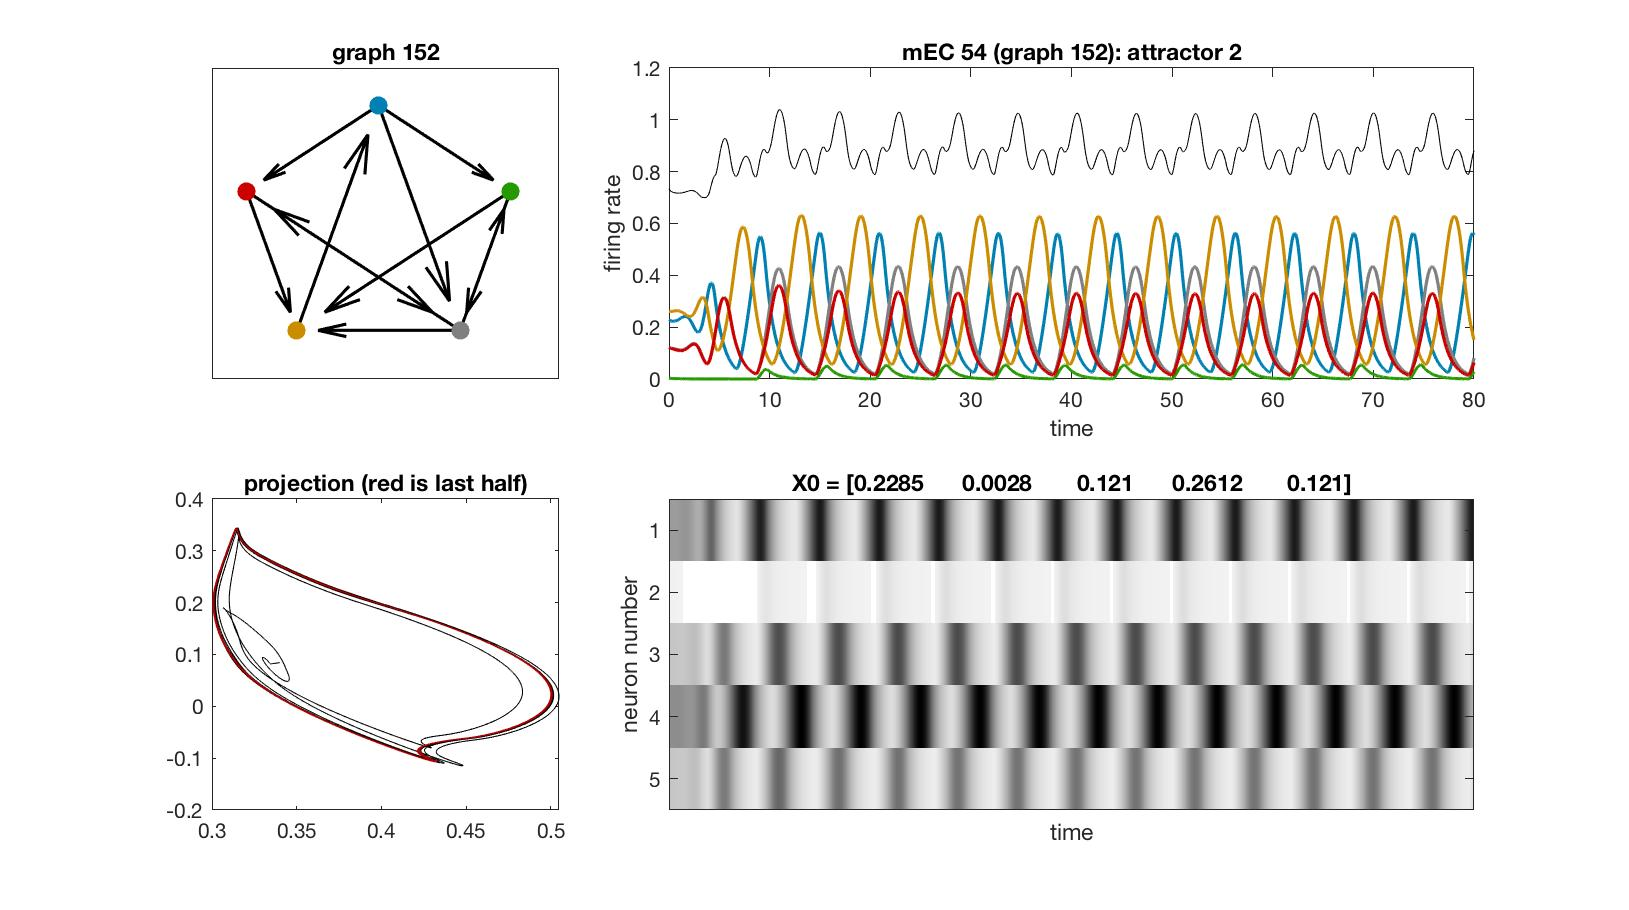 graph 152
mEC 54 (graph 152): attractor 2
1.2
1
0.8
0.6
0.4
0.2
0
firing rate
0 10 20 30 40 50 60 70 80
time
projection (red is last half)
0.4
0.3
0.2
0.1
0
-0.1
-0.2
0.3 0.35 0.4 0.45 0.5
X0 = [0.2285 0.0028 0.121 0.2612 0.121]
1
2
3
4
5
neuron number
time